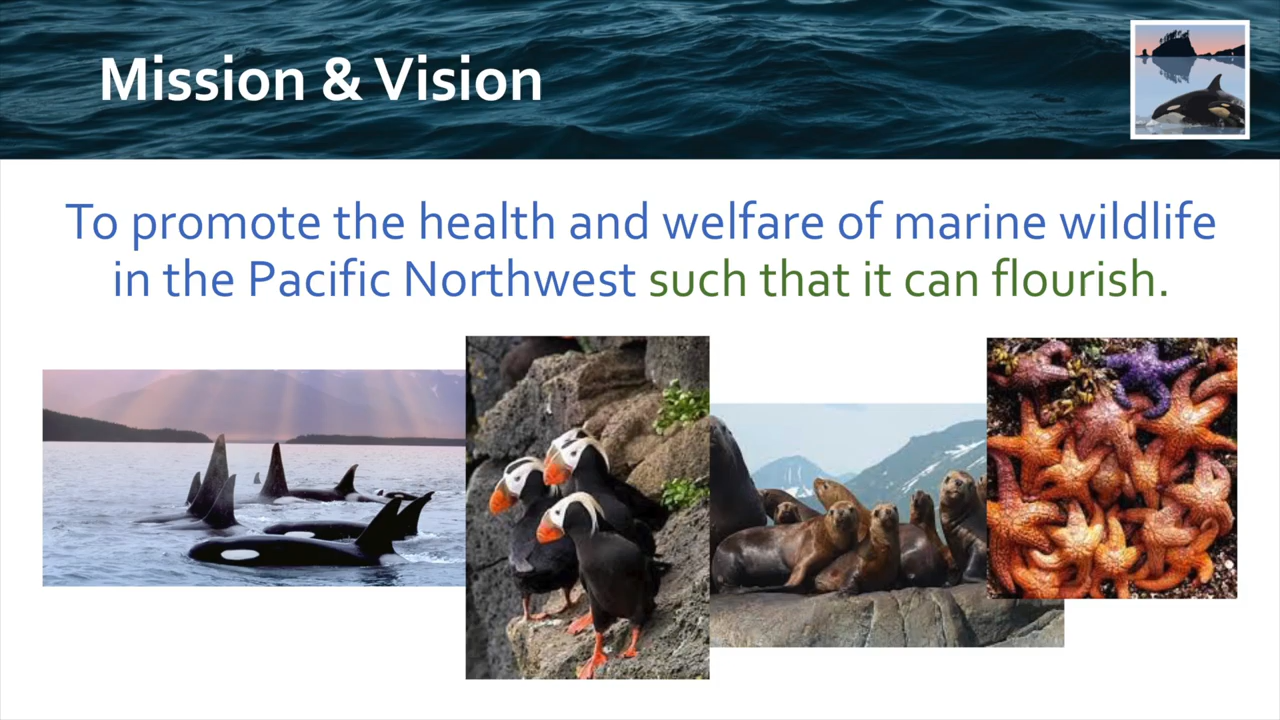 Mission & Vision
To promote the health and welfare of marine wildlife
in the Pacific Northwest such that it can flourish.